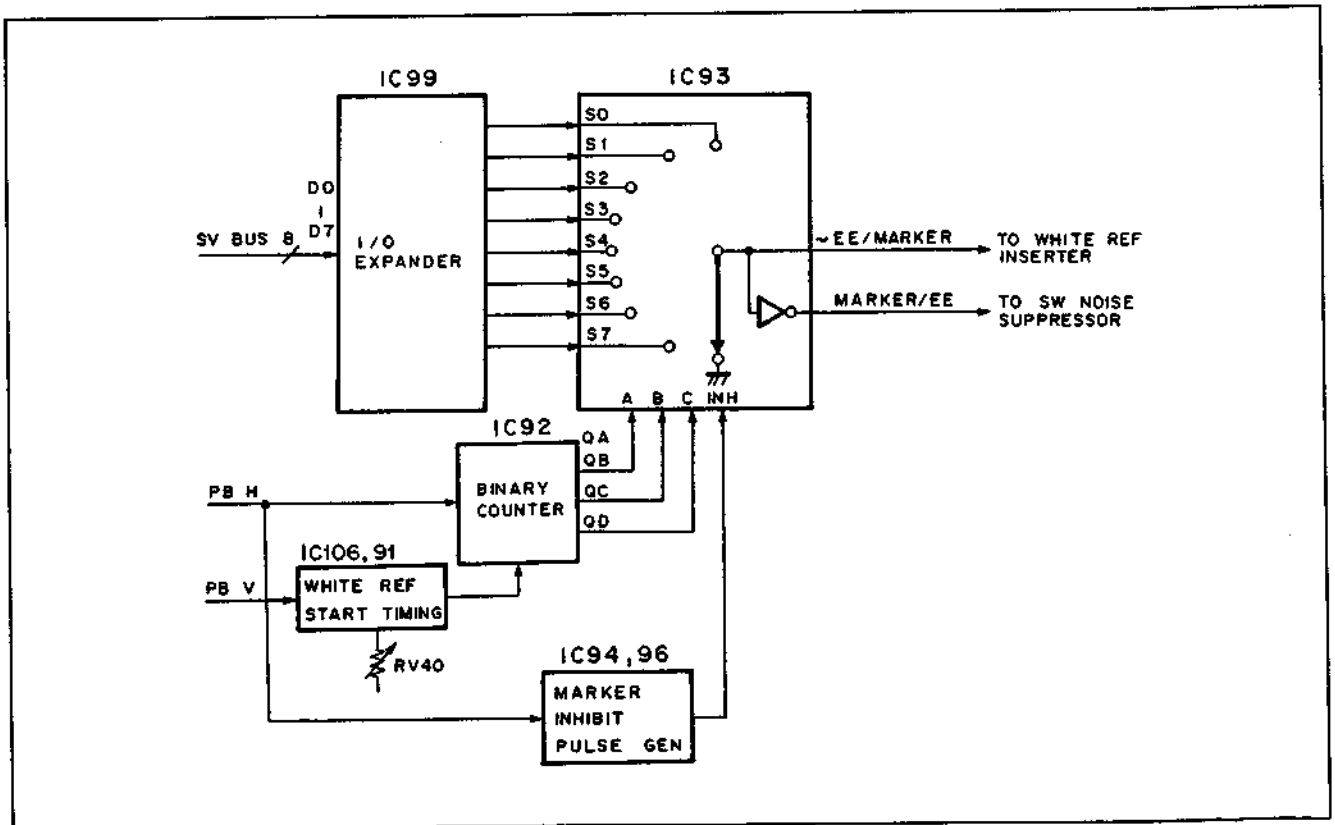 IC99
IC93
S0
S1
S2
S3
S4
S5
S6
S7
D0
I
D7
SV BUS 8
I/O
EXPANDER
~EE/MARKER
TO WHITE REF
INSERTER
MARKER/EE
TO SW NOISE
SUPPRESSOR
A B C INH
IC92
QA
QB
QC
QD
BINARY
COUNTER
PB H
IC106,91
PB V
WHITE REF
START TIMING
RV40
IC94,96
MARKER
INHIBIT
PULSE GEN